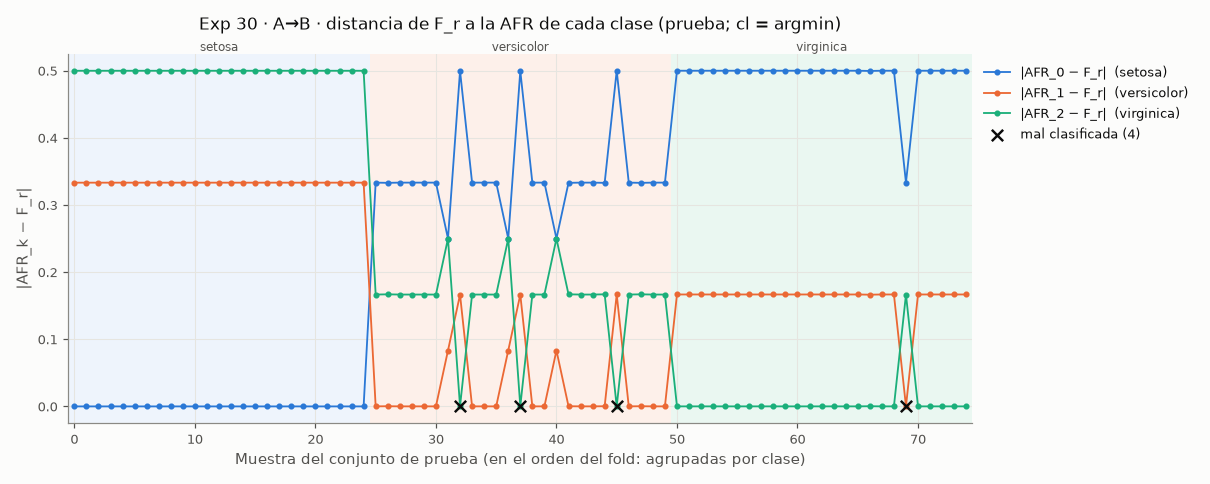 Exp 30 · A→B · distancia de F_r a la AFR de cada clase (prueba; cl = argmin)
setosa
versicolor
virginica
|AFR_0 − F_r| (setosa)
|AFR_1 − F_r| (versicolor)
|AFR_2 − F_r| (virginica)
mal clasificada (4)
|AFR_k − F_r|
0.5
0.4
0.3
0.2
0.1
0.0
0 10 20 30 40 50 60 70
Muestra del conjunto de prueba (en el orden del fold: agrupadas por clase)